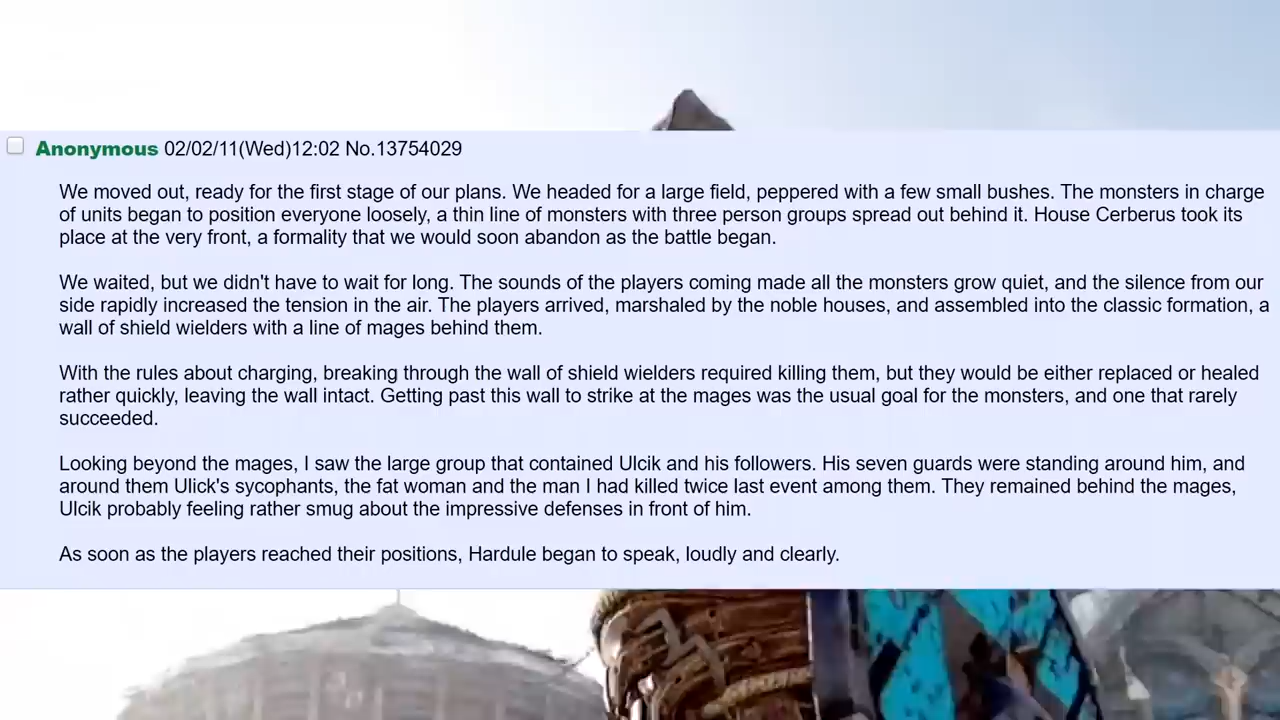 Anonymous 02/02/11(Wed)12:02 No.13754029
We moved out, ready for the first stage of our plans. We headed for a large field, peppered with a few small bushes. The monsters in charge
of units began to position everyone loosely, a thin line of monsters with three person groups spread out behind it. House Cerberus took its
place at the very front, a formality that we would soon abandon as the battle began.
We waited, but we didn't have to wait for long. The sounds of the players coming made all the monsters grow quiet, and the silence from our
side rapidly increased the tension in the air. The players arrived, marshaled by the noble houses, and assembled into the classic formation, a
wall of shield wielders with a line of mages behind them.
With the rules about charging, breaking through the wall of shield wielders required killing them, but they would be either replaced or healed
rather quickly, leaving the wall intact. Getting past this wall to strike at the mages was the usual goal for the monsters, and one that rarely
succeeded.
Looking beyond the mages, I saw the large group that contained Ulcik and his followers. His seven guards were standing around him, and
around them Ulick's sycophants, the fat woman and the man I had killed twice last event among them. They remained behind the mages,
Ulcik probably feeling rather smug about the impressive defenses in front of him.
As soon as the players reached their positions, Hardule began to speak, loudly and clearly.